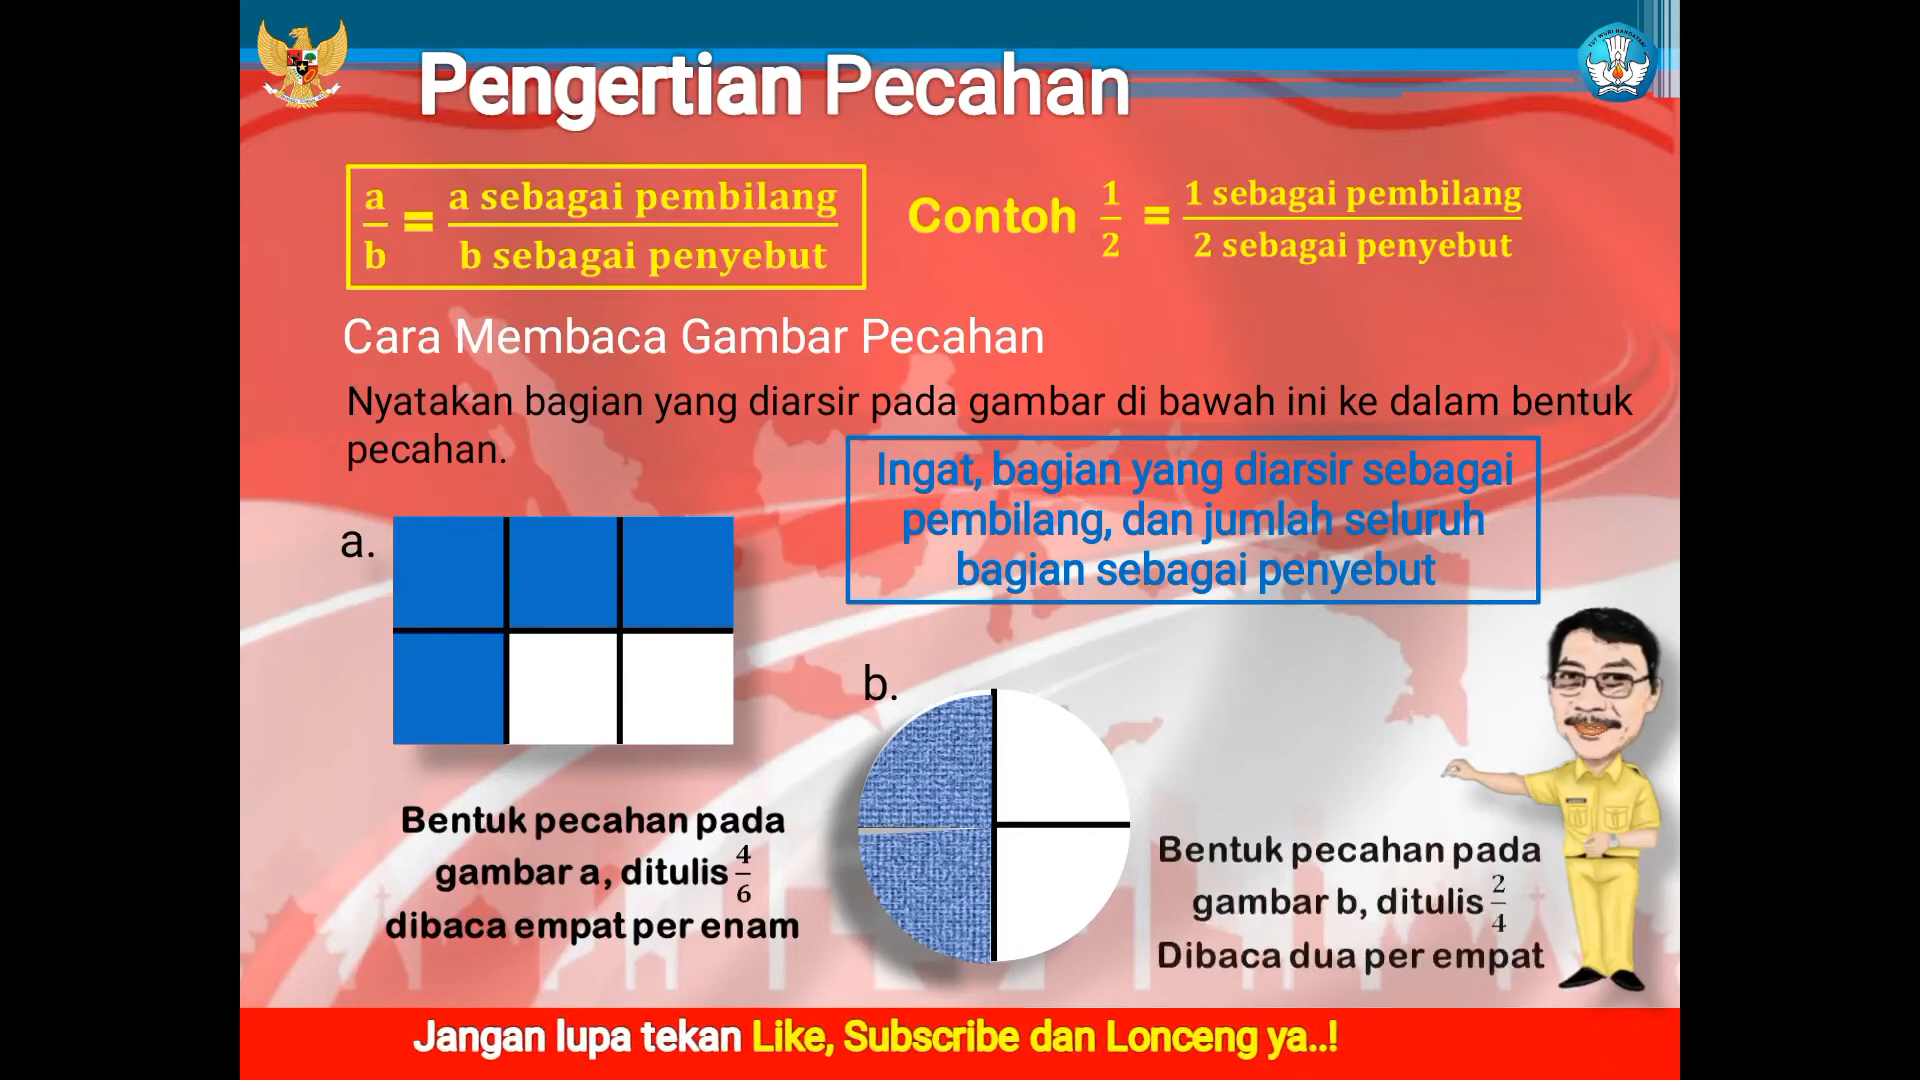 Pengertian Pecahan
a/b = a sebagai pembilang/b sebagai penyebut
Contoh 1/2 = 1 sebagai pembilang/2 sebagai penyebut
Cara Membaca Gambar Pecahan
Nyatakan bagian yang diarsir pada gambar di bawah ini ke dalam bentuk
pecahan.
Ingat, bagian yang diarsir sebagai
pembilang, dan jumlah seluruh
bagian sebagai penyebut
a.
b.
Bentuk pecahan pada
gambar a, ditulis 4/6
dibaca empat per enam
Bentuk pecahan pada
gambar b, ditulis 2/4
Dibaca dua per empat
Jangan lupa tekan Like, Subscribe dan Lonceng ya..!
TUT WURI HANDAYANI